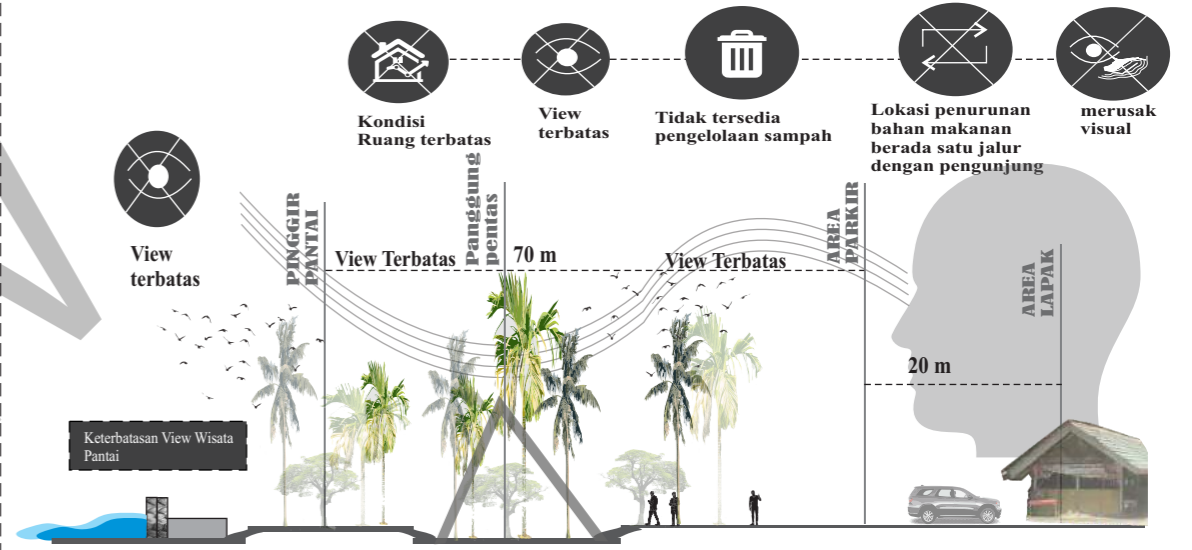 Kondisi
Ruang terbatas
View
terbatas
Tidak tersedia
pengelolaan sampah
Lokasi penurunan
bahan makanan
berada satu jalur
dengan pengunjung
merusak
visual
View
terbatas
PINGGIR
PANTAI
View Terbatas
Panggung
pentas
70 m
View Terbatas
AREA
PARKIR
AREA
LAPAK
20 m
Keterbatasan View Wisata
Pantai